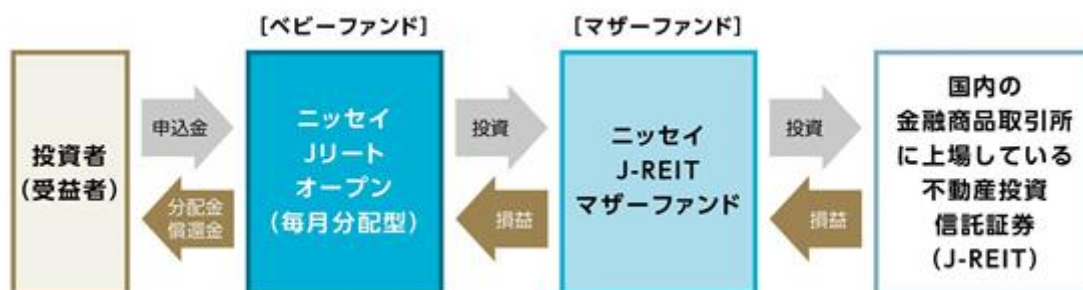 [ベビーファンド]
[マザーファンド]
投資者
(受益者)
申込金
分配金
償還金
ニッセイ
Jリート
オープン
(毎月分配型)
投資
損益
ニッセイ
J-REIT
マザーファンド
投資
損益
国内の
金融商品取引所
に上場している
不動産投資
信託証券
(J-REIT)